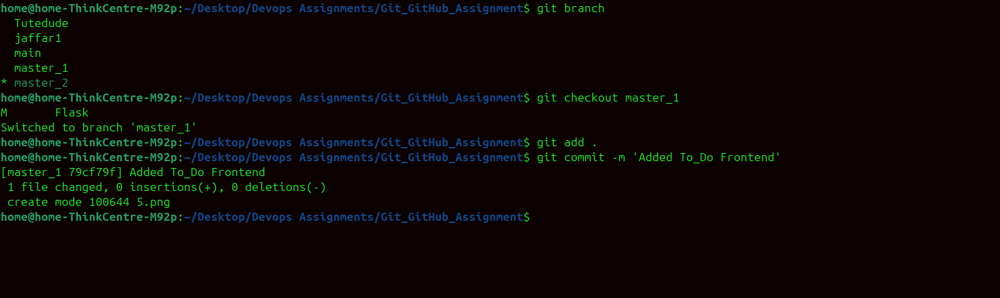 home@home-ThinkCentre-M92p:~/Desktop/Devops Assignments/Git_GitHub_Assignment$ git branch
  Tutedude
  jaffar1
  main
  master_1
* master_2
home@home-ThinkCentre-M92p:~/Desktop/Devops Assignments/Git_GitHub_Assignment$ git checkout master_1
M       Flask
Switched to branch 'master_1'
home@home-ThinkCentre-M92p:~/Desktop/Devops Assignments/Git_GitHub_Assignment$ git add .
home@home-ThinkCentre-M92p:~/Desktop/Devops Assignments/Git_GitHub_Assignment$ git commit -m 'Added To_Do Frontend'
[master_1 79cf79f] Added To_Do Frontend
 1 file changed, 0 insertions(+), 0 deletions(-)
 create mode 100644 5.png
home@home-ThinkCentre-M92p:~/Desktop/Devops Assignments/Git_GitHub_Assignment$